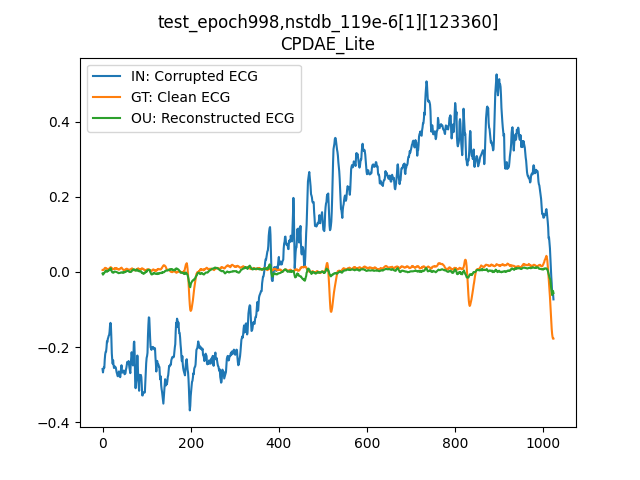 test_epoch998,nstdb_119e-6[1][123360]
CPDAE_Lite
IN: Corrupted ECG
GT: Clean ECG
OU: Reconstructed ECG
0.4
0.2
0.0
−0.2
−0.4
0 200 400 600 800 1000